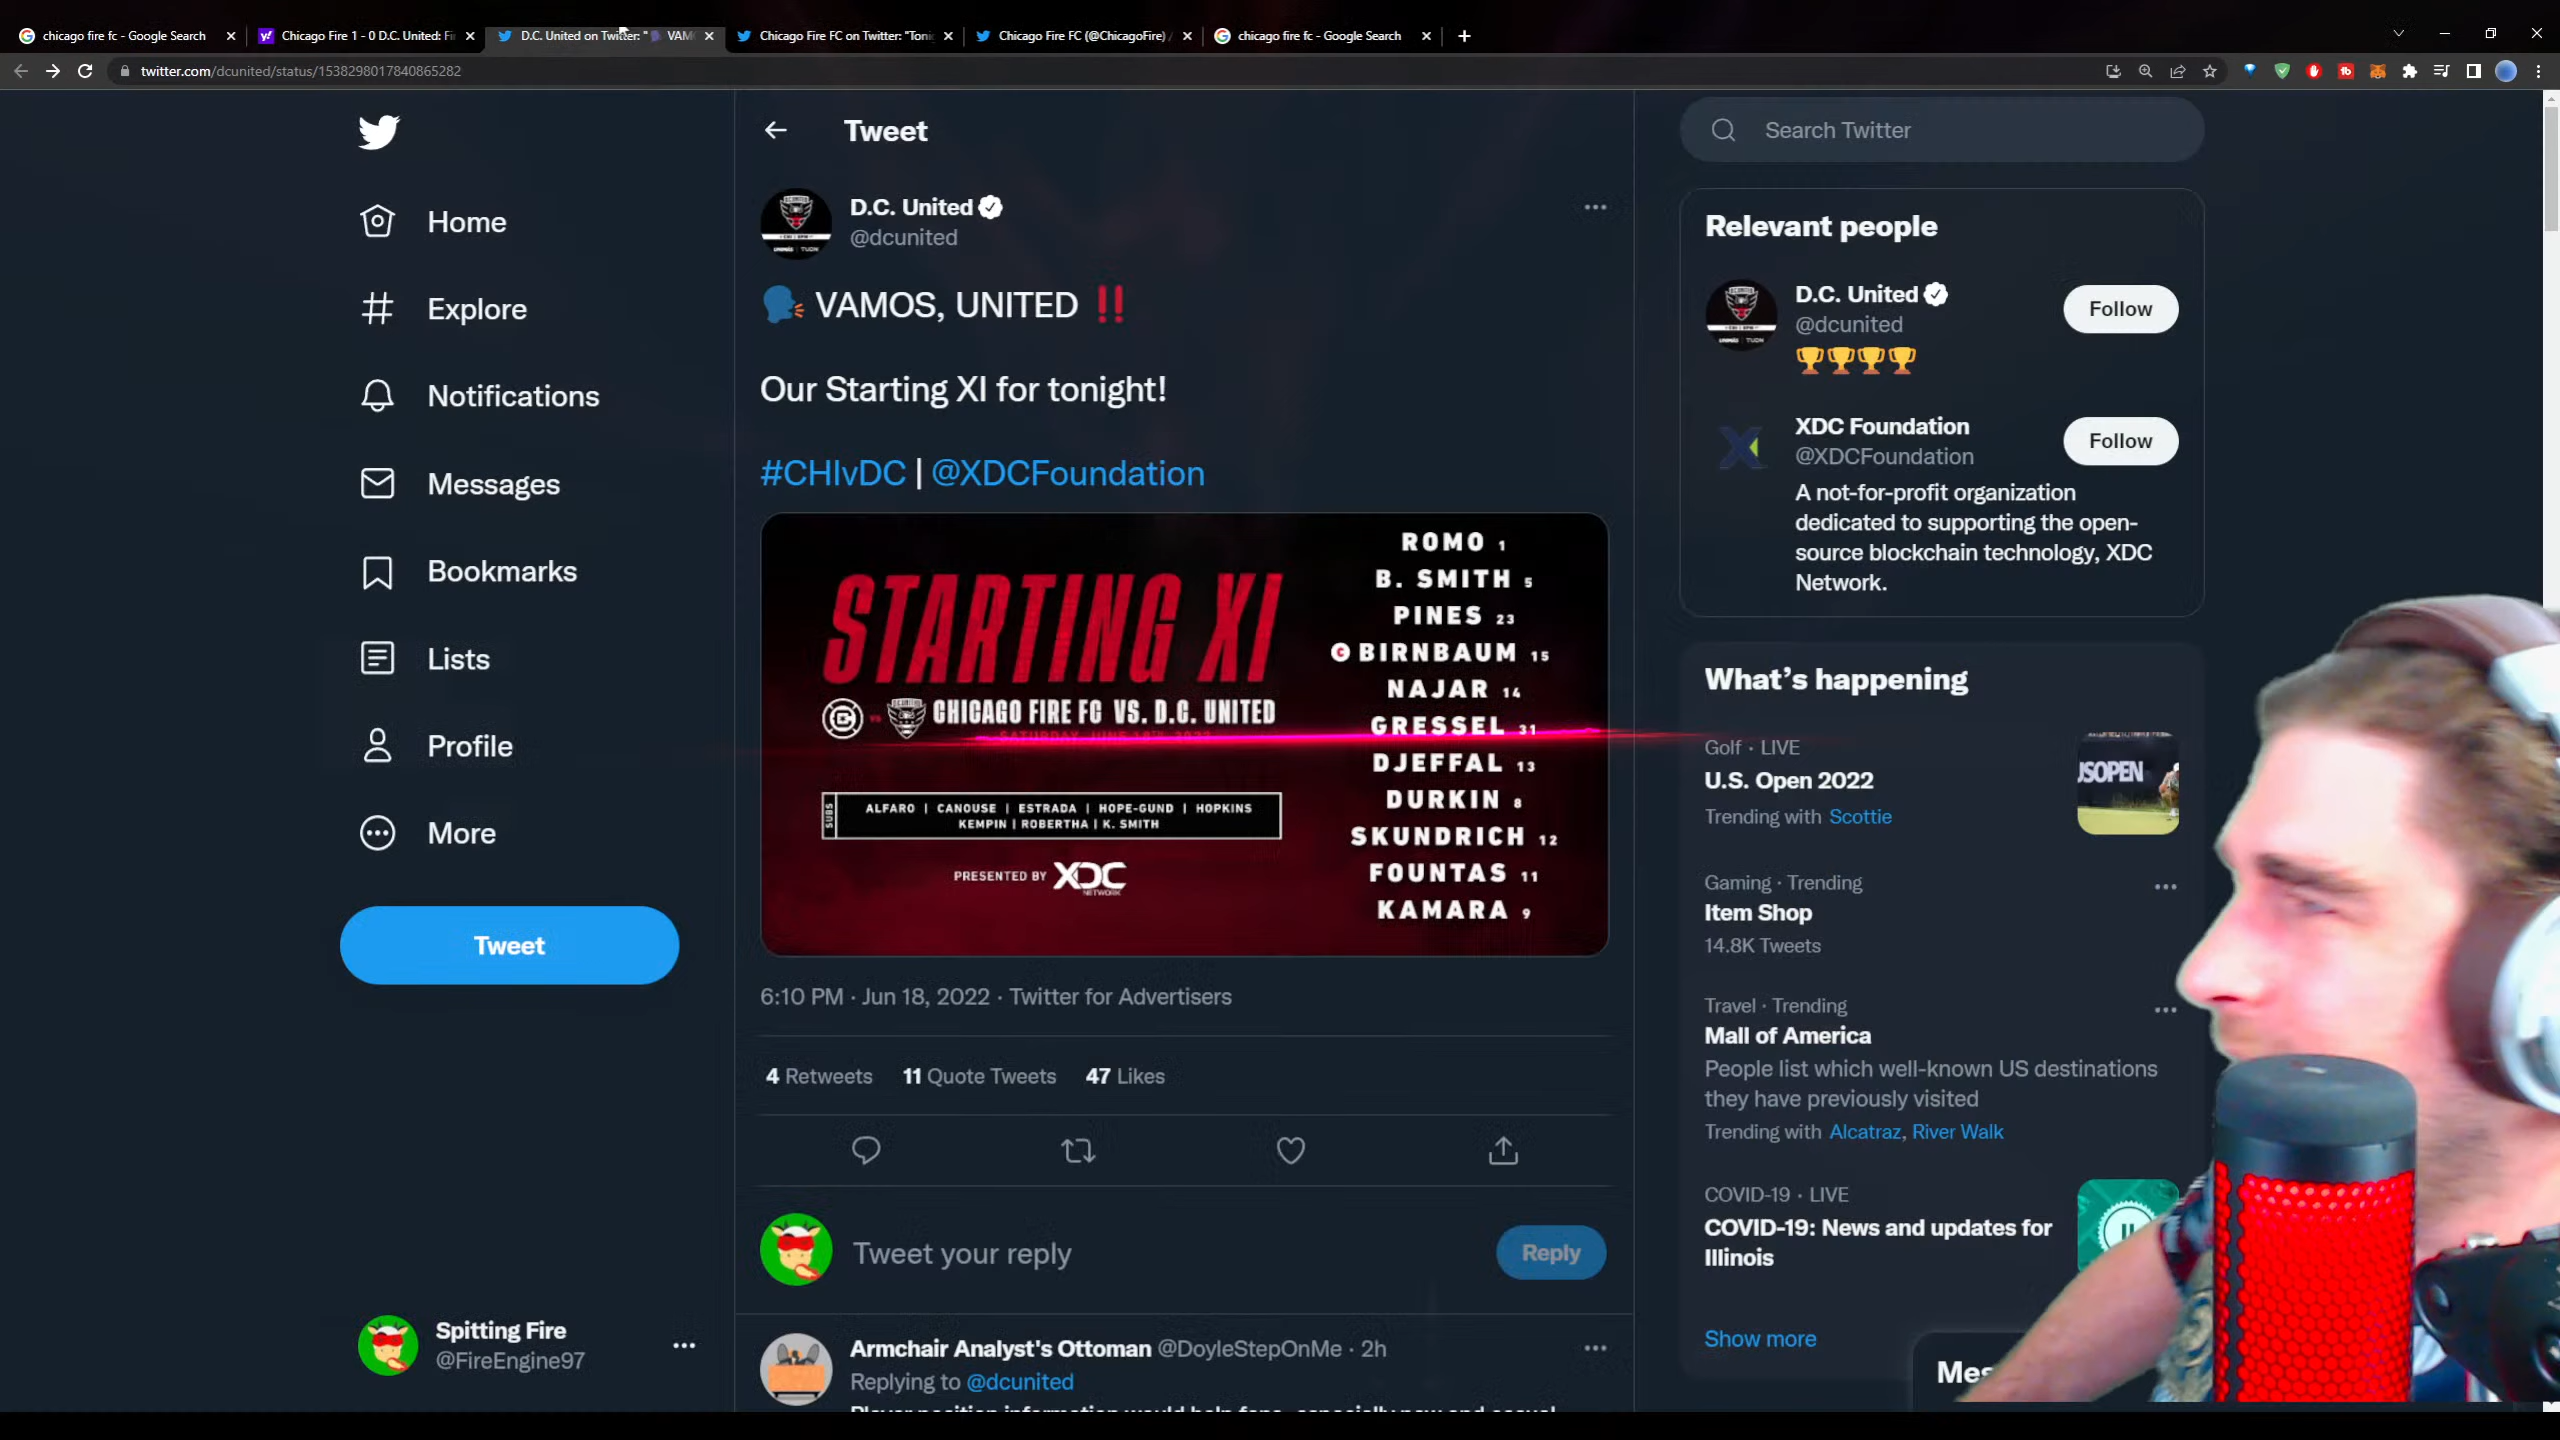 chicago fire fc - Google Search
Chicago Fire 1 - 0 D.C. United: Fi
D.C. United on Twitter: "🗣 VAM
Chicago Fire FC on Twitter: "Toni
Chicago Fire FC (@ChicagoFire) /
chicago fire fc - Google Search
twitter.com/dcunited/status/1538298017840865282
Home
Explore
Notifications
Messages
Bookmarks
Lists
Profile
More
Tweet
Spitting Fire
@FireEngine97
Tweet
D.C. United
@dcunited
🗣 VAMOS, UNITED ‼
Our Starting XI for tonight!
#CHIvDC | @XDCFoundation
STARTING XI
VS
CHICAGO FIRE FC VS. D.C. UNITED
SUBS
ALFARO | CANOUSE | ESTRADA | HOPE-GUND | HOPKINS
KEMPIN | ROBERTHA | K. SMITH
PRESENTED BY XDC
NETWORK
ROMO 1
B. SMITH 5
PINES 23
C BIRNBAUM 15
NAJAR 14
GRESSEL 31
DJEFFAL 13
DURKIN 8
SKUNDRICH 12
FOUNTAS 11
KAMARA 9
6:10 PM · Jun 18, 2022 · Twitter for Advertisers
4 Retweets 11 Quote Tweets 47 Likes
Tweet your reply
Reply
Armchair Analyst's Ottoman @DoyleStepOnMe · 2h
Replying to @dcunited
Search Twitter
Relevant people
D.C. United
@dcunited
🏆🏆🏆🏆
Follow
XDC Foundation
@XDCFoundation
Follow
A not-for-profit organization
dedicated to supporting the open-
source blockchain technology, XDC
Network.
What's happening
Golf · LIVE
U.S. Open 2022
Trending with Scottie
USOPEN
Gaming · Trending
Item Shop
14.8K Tweets
Travel · Trending
Mall of America
People list which well-known US destinations
they have previously visited
Trending with Alcatraz, River Walk
COVID-19 · LIVE
COVID-19: News and updates for
Illinois
Show more
Mes